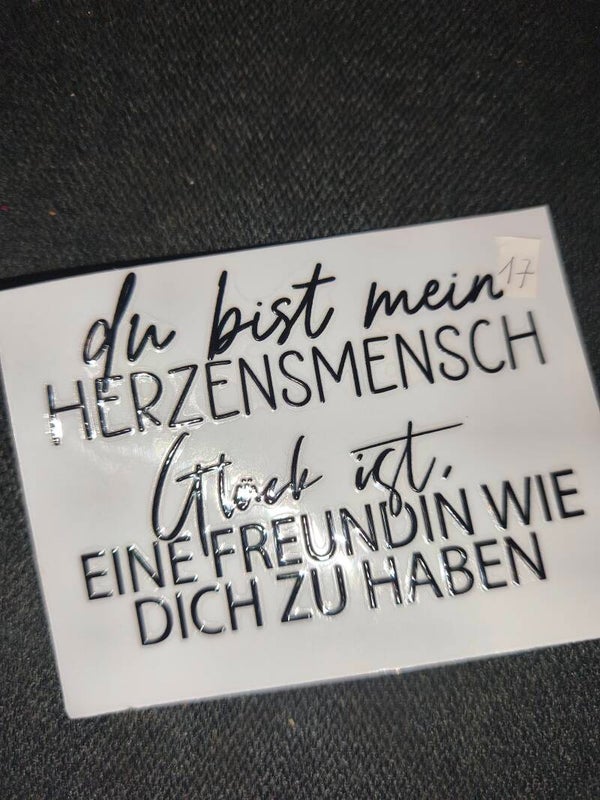 17
du bist mein
HERZENSMENSCH
Glück ist,
EINE FREUNDIN WIE
DICH ZU HABEN